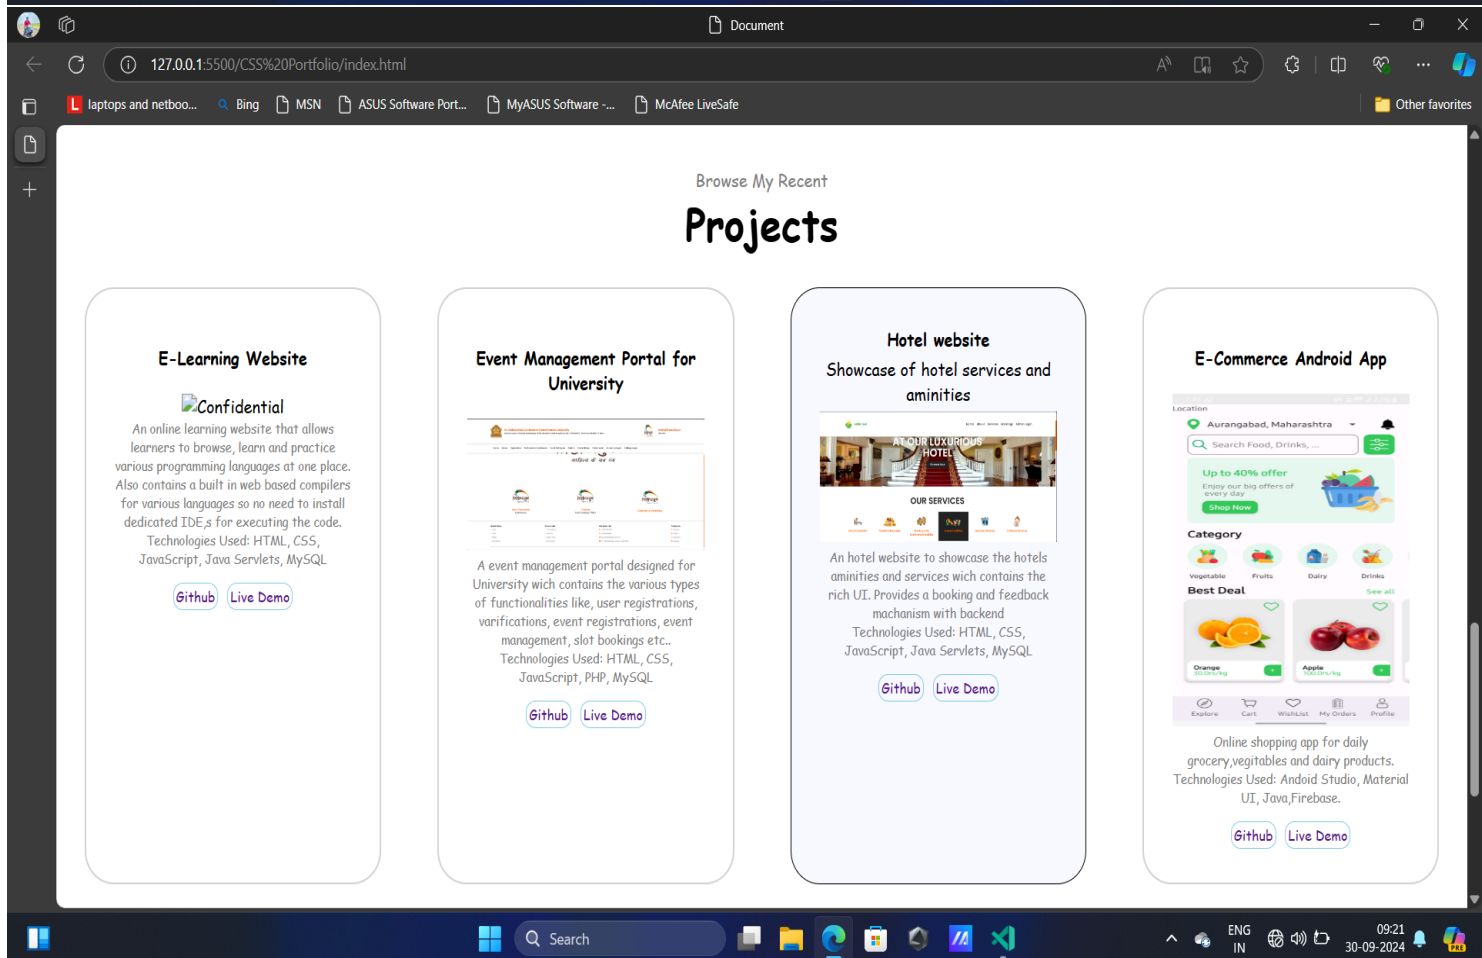 Document
127.0.0.1:5500/CSS%20Portfolio/index.html
laptops and netboo...
Bing
MSN
ASUS Software Port...
MyASUS Software -...
McAfee LiveSafe
Other favorites
Browse My Recent
Projects
E-Learning Website
Confidential
An online learning website that allows
learners to browse, learn and practice
various programming languages at one place.
Also contains a built in web based compilers
for various languages so no need to install
dedicated IDE,s for executing the code.
Technologies Used: HTML, CSS,
JavaScript, Java Servlets, MySQL
Github
Live Demo
Event Management Portal for
University
A event management portal designed for
University wich contains the various types
of functionalities like, user registrations,
varifications, event registrations, event
management, slot bookings etc..
Technologies Used: HTML, CSS,
JavaScript, PHP, MySQL
Github
Live Demo
Hotel website
Showcase of hotel services and
aminities
AT OUR LUXURIOUS
HOTEL
OUR SERVICES
An hotel website to showcase the hotels
aminities and services wich contains the
rich UI. Provides a booking and feedback
machanism with backend
Technologies Used: HTML, CSS,
JavaScript, Java Servlets, MySQL
Github
Live Demo
E-Commerce Android App
Location
Aurangabad, Maharashtra
Search Food, Drinks, ...
Up to 40% offer
Enjoy our big offers of
every day
Shop Now
Category
Vegetable
Fruits
Dairy
Drinks
Best Deal
See all
Orange
30.0rs/kg
Apple
100.0rs/kg
Explore
Cart
WishList
My Orders
Profile
Online shopping app for daily
grocery,vegitables and dairy products.
Technologies Used: Andoid Studio, Material
UI, Java,Firebase.
Github
Live Demo
Search
ENG
IN
09:21
30-09-2024
PRE